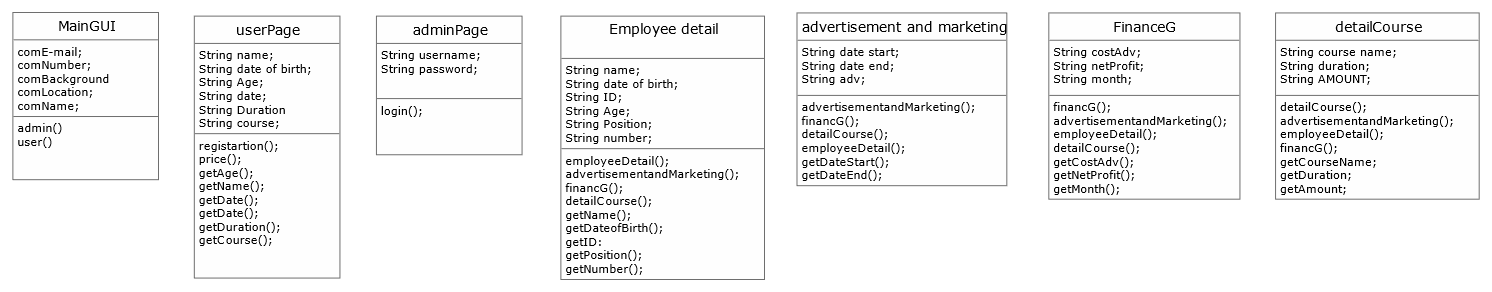 MainGUI
comE-mail;
comNumber;
comBackground
comLocation;
comName;
admin()
user()
userPage
String name;
String date of birth;
String Age;
String date;
String Duration
String course;
registartion();
price();
getAge();
getName();
getDate();
getDate();
getDuration();
getCourse();
adminPage
String username;
String password;
login();
Employee detail
String name;
String date of birth;
String ID;
String Age;
String Position;
String number;
employeeDetail();
advertisementandMarketing();
financG();
detailCourse();
getName();
getDateofBirth();
getID:
getPosition();
getNumber();
advertisement and marketing
String date start;
String date end;
String adv;
advertisementandMarketing();
financG();
detailCourse();
employeeDetail();
getDateStart();
getDateEnd();
FinanceG
String costAdv;
String netProfit;
String month;
financG();
advertisementandMarketing();
employeeDetail();
detailCourse();
getCostAdv();
getNetProfit();
getMonth();
detailCourse
String course name;
String duration;
String AMOUNT;
detailCourse();
advertisementandMarketing();
employeeDetail();
financG();
getCourseName;
getDuration;
getAmount;